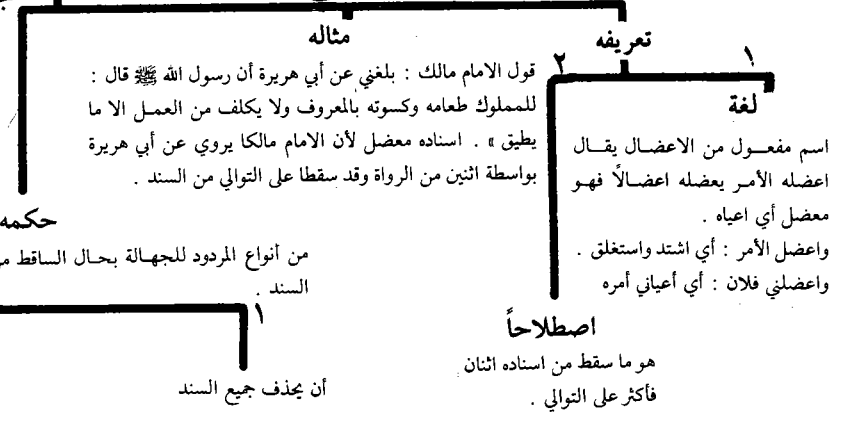 تعريفه
١
لغة
اسم مفعول من الاعضال يقال
اعضله الأمر يعضله اعضالاً فهو
معضل أي اعياه .
واعضل الأمر : أي اشتد واستغلق .
واعضلني فلان : أي أعياني أمره
٢
اصطلاحاً
هو ما سقط من اسناده اثنان
فأكثر على التوالي .
مثاله
قول الامام مالك : بلغني عن أبي هريرة أن رسول الله ﷺ قال :
للمملوك طعامه وكسوته بالمعروف ولا يكلف من العمل الا ما
يطيق » . اسناده معضل لأن الامام مالكا يروي عن أبي هريرة
بواسطة اثنين من الرواة وقد سقطا على التوالي من السند .
حكمه
من أنواع المردود للجهالة بحال الساقط
السند .
١
أن يحذف جميع السند